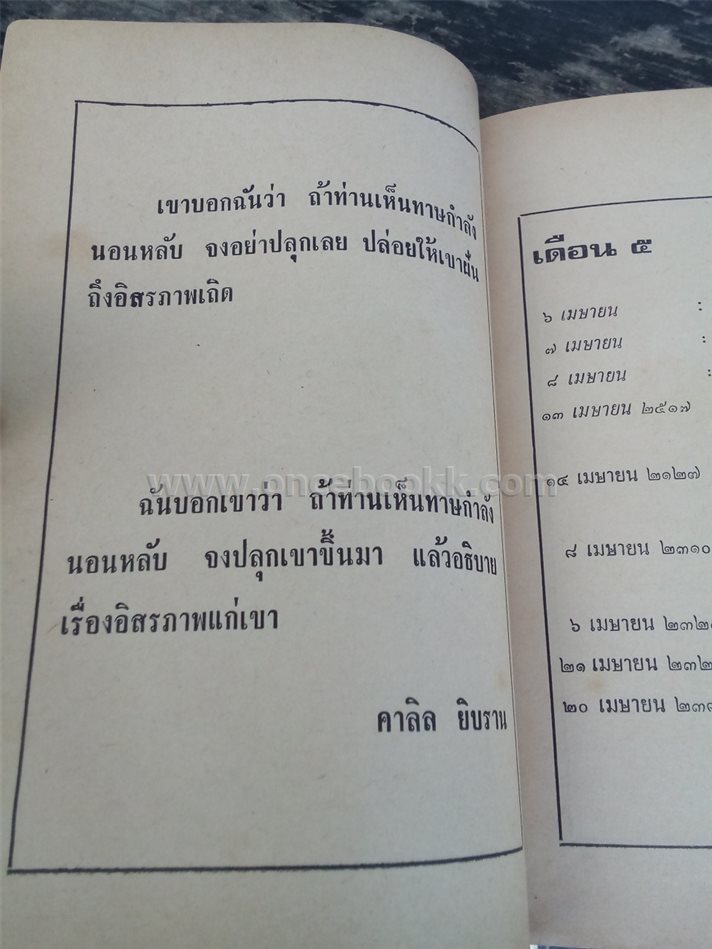 เขาบอกฉันว่า ถ้าท่านเห็นทาษกำลัง
นอนหลับ จงอย่าปลุกเลย ปล่อยให้เขาฝัน
ถึงอิสรภาพเถิด
www.oncebookk.com
ฉันบอกเขาว่า ถ้าท่านเห็นทาษกำลัง
นอนหลับ จงปลุกเขาขึ้นมา แล้วอธิบาย
เรื่องอิสรภาพแก่เขา
คาลิล ยิบราน
เดือน ๕
๖ เมษายน :
๗ เมษายน :
๘ เมษายน :
๑๓ เมษายน ๒๕๑๗
๑๔ เมษายน ๒๑๒๗
๘ เมษายน ๒๓๑๐
๖ เมษายน
๒๑ เมษายน
๒๐ เมษายน